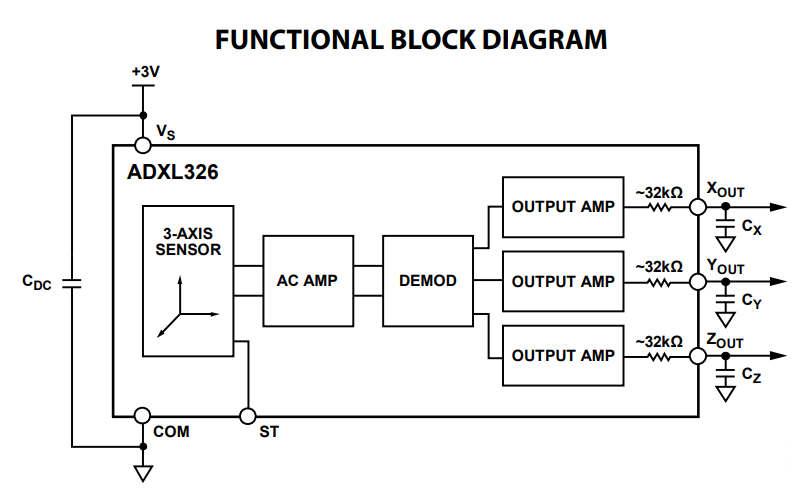 FUNCTIONAL BLOCK DIAGRAM
+3V
VS
ADXL326
3-AXIS
SENSOR
AC AMP
DEMOD
OUTPUT AMP
~32kΩ
XOUT
CX
OUTPUT AMP
~32kΩ
YOUT
CY
OUTPUT AMP
~32kΩ
ZOUT
CZ
CDC
COM
ST